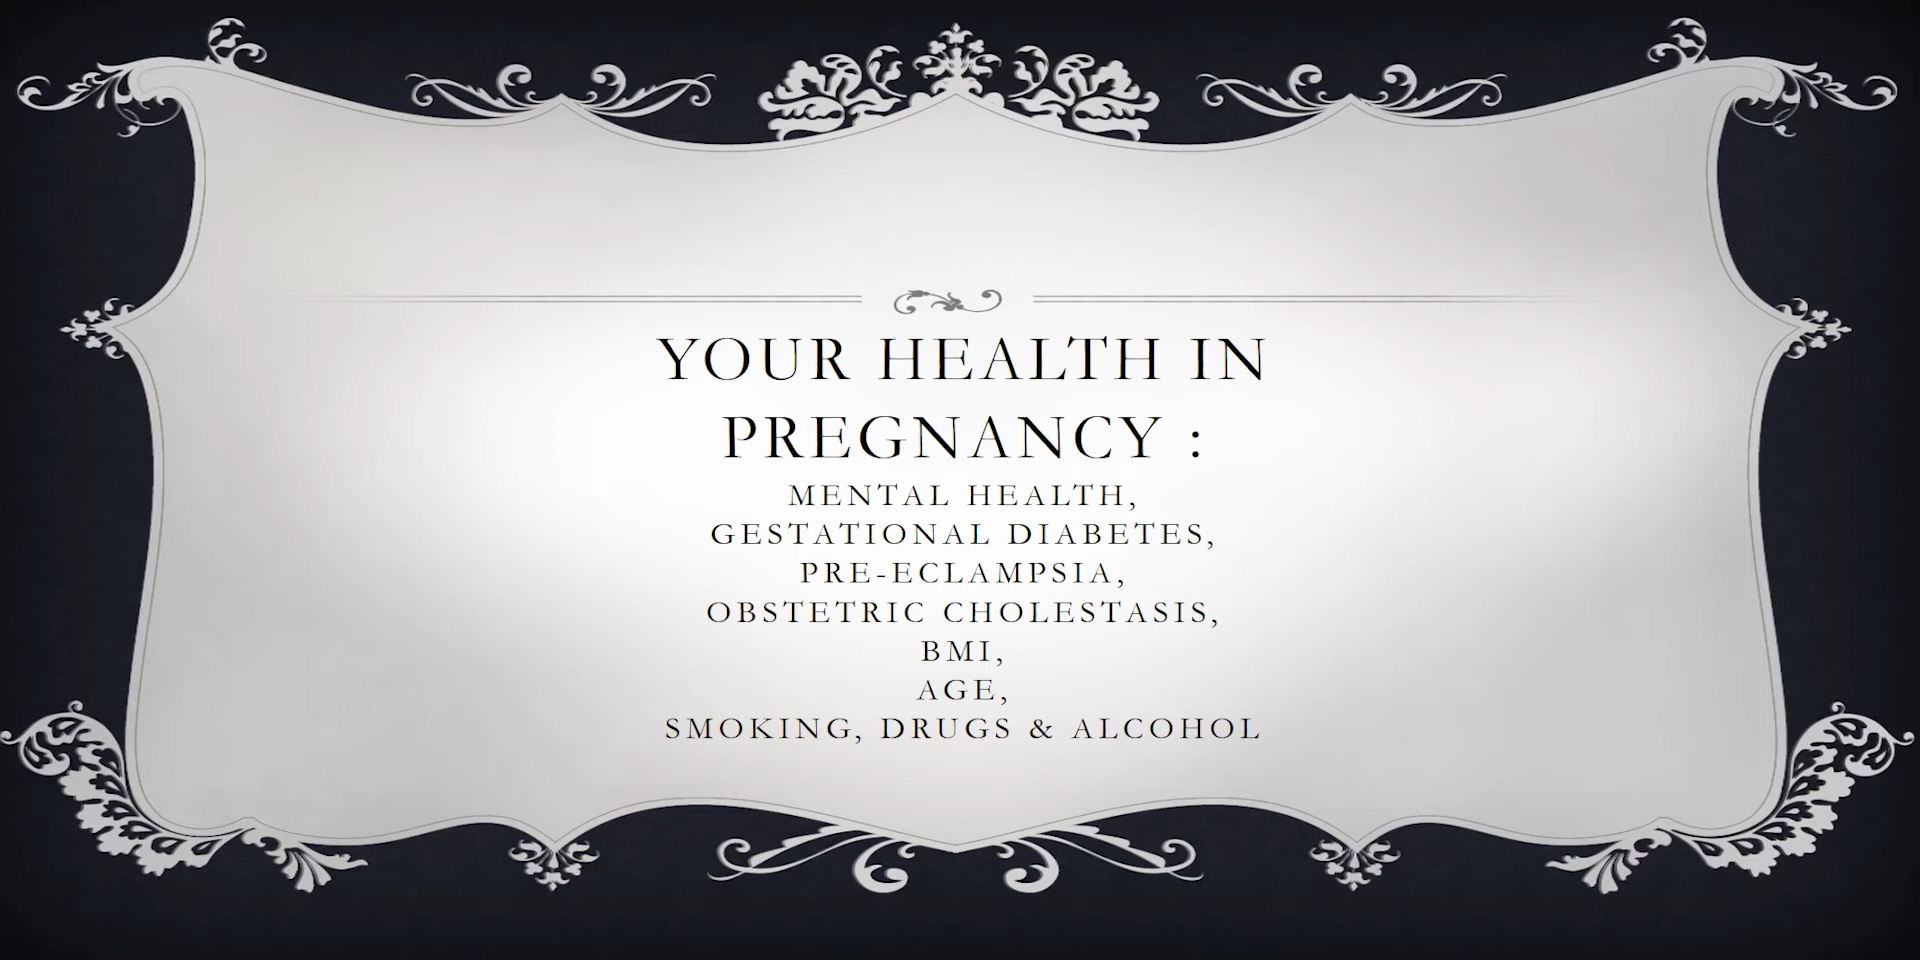 YOUR HEALTH IN
PREGNANCY :
MENTAL HEALTH,
GESTATIONAL DIABETES,
PRE-ECLAMPSIA,
OBSTETRIC CHOLESTASIS,
BMI,
AGE,
SMOKING, DRUGS & ALCOHOL